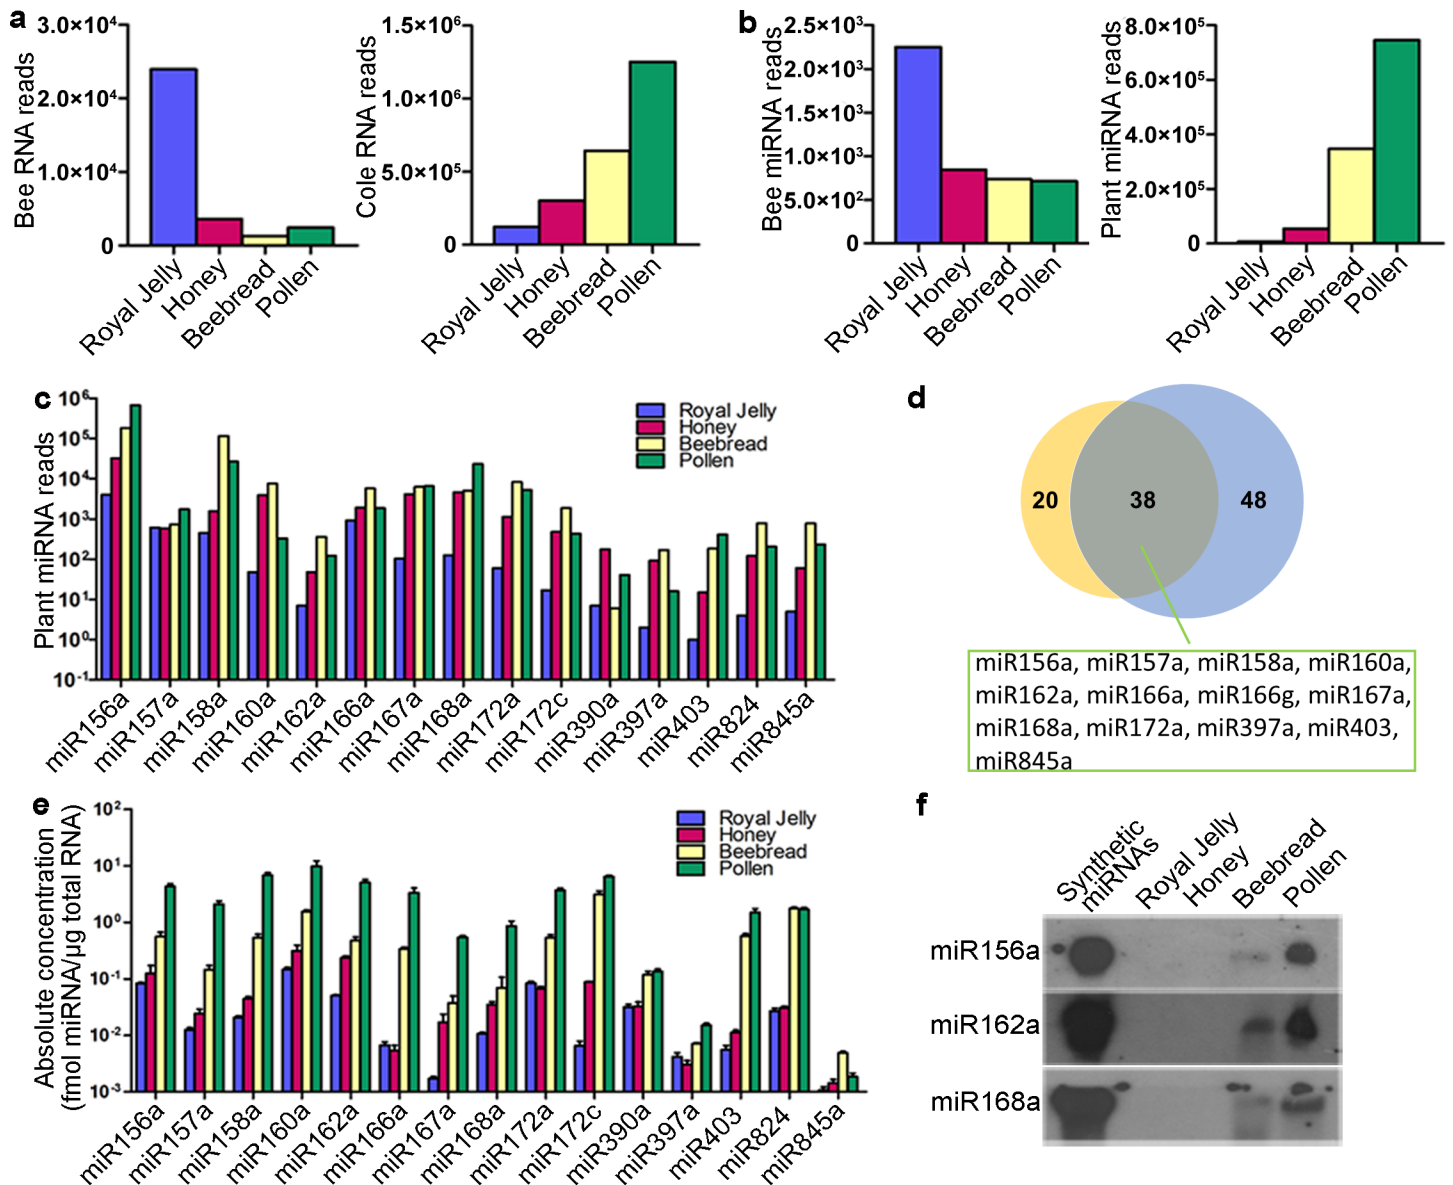 a
Bee RNA reads
3.0×10⁴
2.0×10⁴
1.0×10⁴
0
Royal Jelly
Honey
Beebread
Pollen
Cole RNA reads
1.5×10⁶
1.0×10⁶
5.0×10⁵
0
Royal Jelly
Honey
Beebread
Pollen
b
Bee miRNA reads
2.5×10³
2.0×10³
1.5×10³
1.0×10³
5.0×10²
0
Royal Jelly
Honey
Beebread
Pollen
Plant miRNA reads
8.0×10⁵
6.0×10⁵
4.0×10⁵
2.0×10⁵
0
Royal Jelly
Honey
Beebread
Pollen
c
Plant miRNA reads
10⁶
10⁵
10⁴
10³
10²
10¹
10⁰
10⁻¹
Royal Jelly
Honey
Beebread
Pollen
miR156a
miR157a
miR158a
miR160a
miR162a
miR166a
miR167a
miR168a
miR172a
miR172c
miR390a
miR397a
miR403
miR824
miR845a
d
20
38
48
miR156a, miR157a, miR158a, miR160a,
miR162a, miR166a, miR166g, miR167a,
miR168a, miR172a, miR397a, miR403,
miR845a
e
Absolute concentration
(fmol miRNA/µg total RNA)
10²
10¹
10⁰
10⁻¹
10⁻²
10⁻³
Royal Jelly
Honey
Beebread
Pollen
miR156a
miR157a
miR158a
miR160a
miR162a
miR166a
miR167a
miR168a
miR172a
miR172c
miR390a
miR397a
miR403
miR824
miR845a
f
Synthetic
miRNAs
Royal Jelly
Honey
Beebread
Pollen
miR156a
miR162a
miR168a